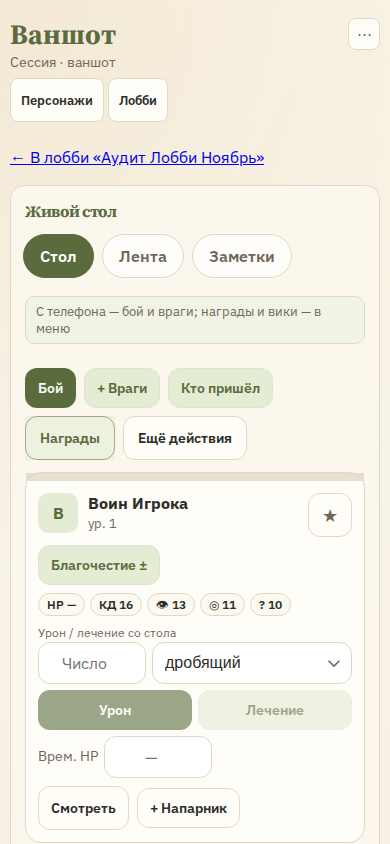 Ваншот
...
Сессия · ваншот
Персонажи Лобби
← В лобби «Аудит Лобби Ноябрь»
Живой стол
Стол Лента Заметки
С телефона — бой и враги; награды и вики — в
меню
Бой + Враги Кто пришёл
Награды Ещё действия
В Воин Игрока
ур. 1
★
Благочестие ±
HP — КД 16 👁 13 ◎ 11 ? 10
Урон / лечение со стола
Число дробящий
Урон Лечение
Врем. HP —
Смотреть + Напарник